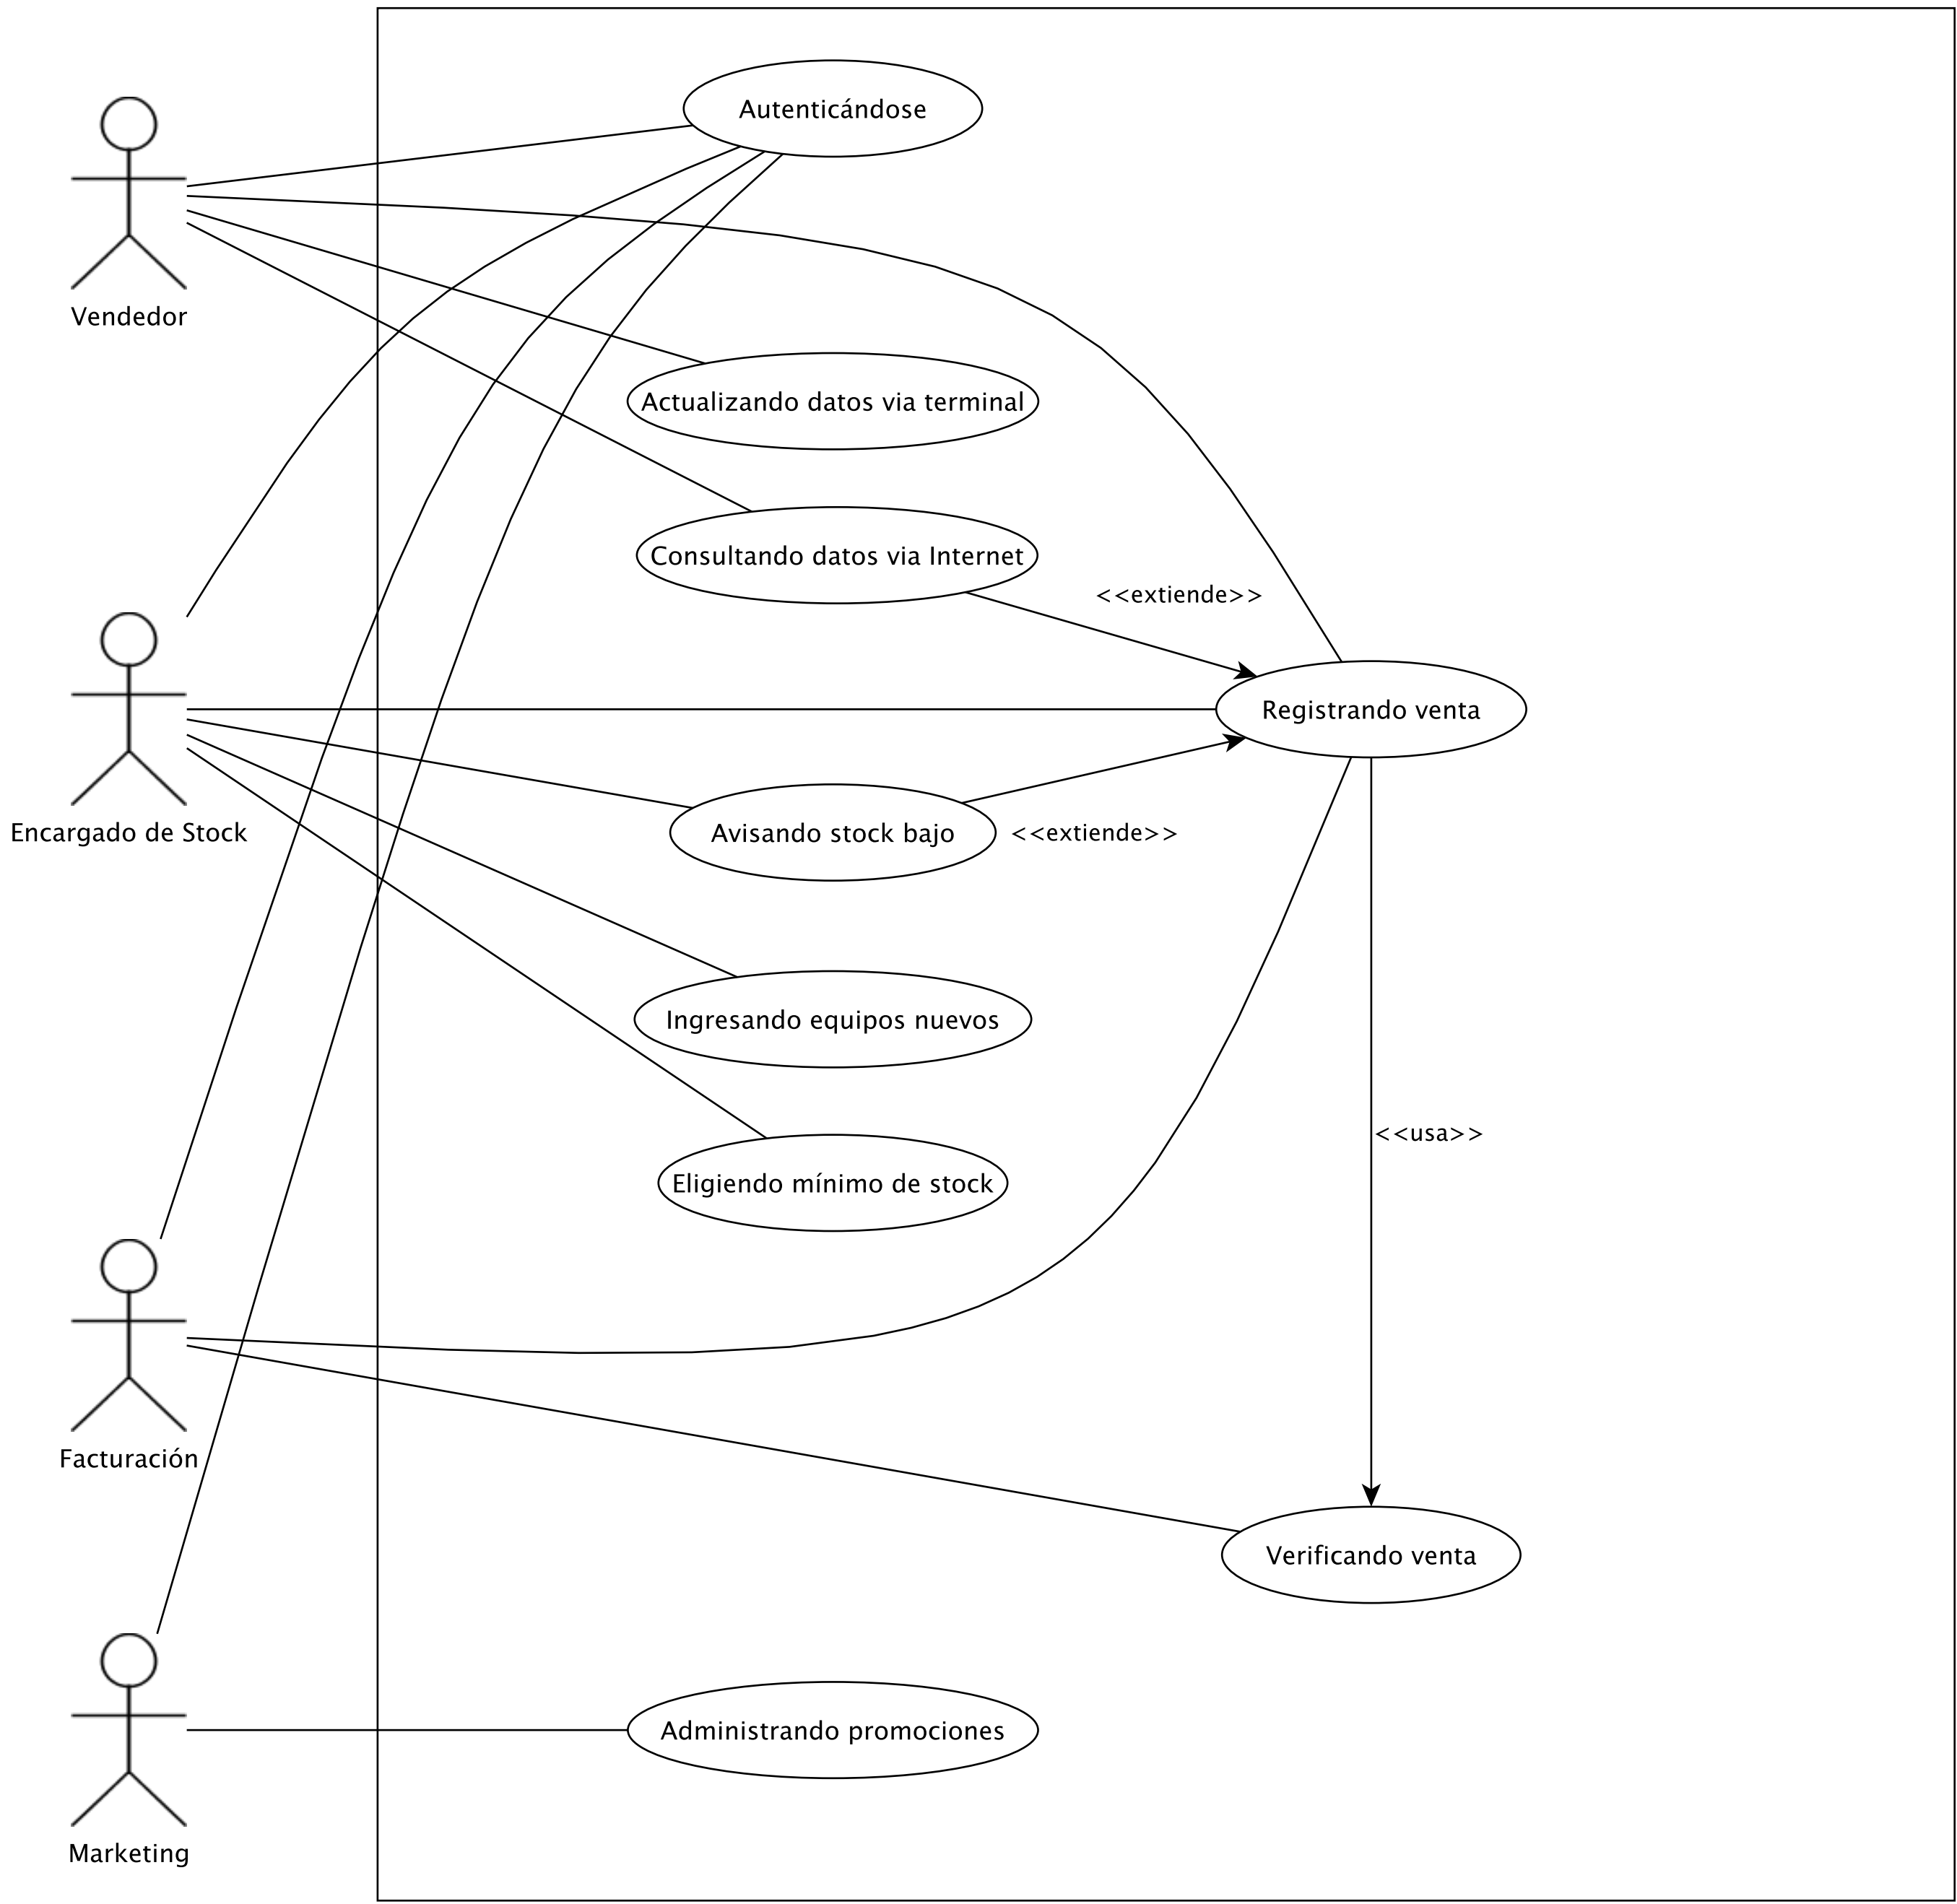 Autenticándose
Vendedor
Actualizando datos via terminal
Consultando datos via Internet
<<extiende>>
Registrando venta
Encargado de Stock
Avisando stock bajo
<<extiende>>
Ingresando equipos nuevos
<<usa>>
Eligiendo mínimo de stock
Facturación
Verificando venta
Administrando promociones
Marketing